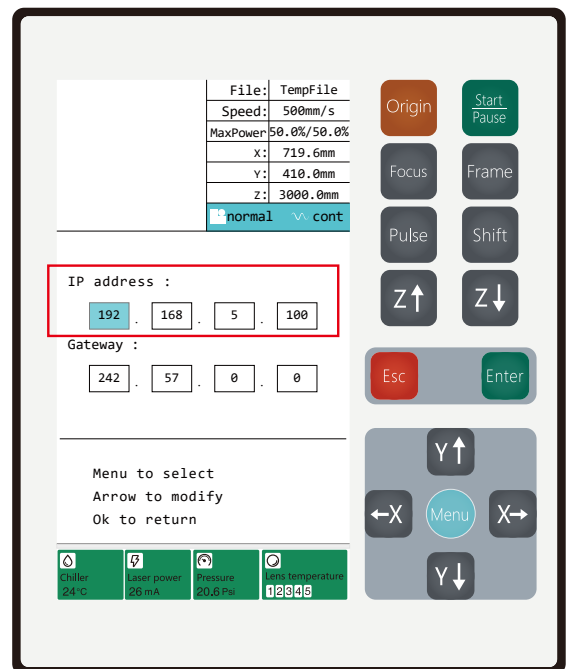 File: TempFile
Speed: 500mm/s
MaxPower 50.0%/50.0%
X: 719.6mm
Y: 410.0mm
Z: 3000.0mm
normal cont
IP address :
192 . 168 . 5 . 100
Gateway :
242 . 57 . 0 . 0
Menu to select
Arrow to modify
Ok to return
Chiller
24°C
Laser power
26 mA
Pressure
20.6 Psi
Lens temperature
1 2 3 4 5
Origin
Start
Pause
Focus
Frame
Pulse
Shift
Z↑
Z↓
Esc
Enter
Y↑
←X
Menu
X→
Y↓